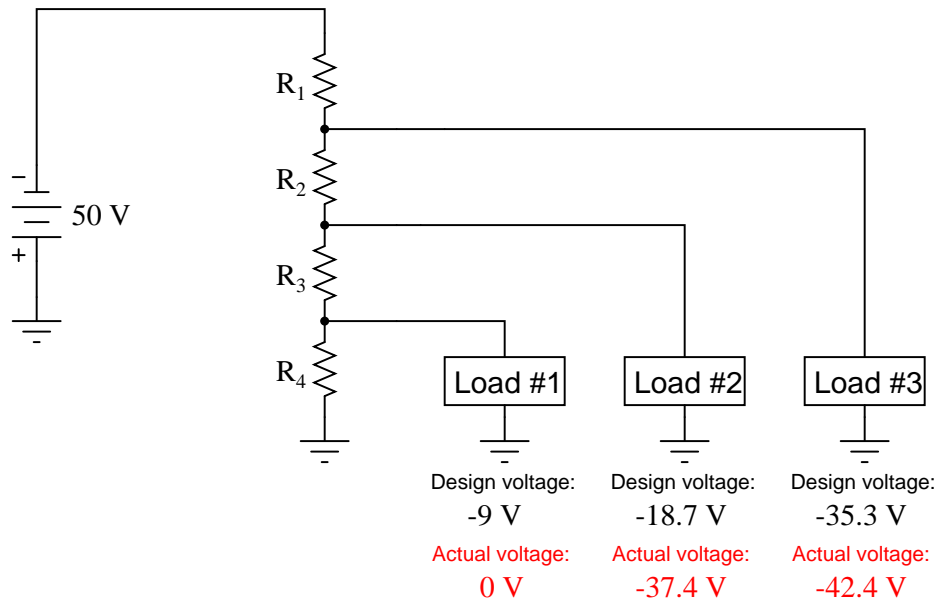 R1
−
R2
50 V
+
R3
R4
Load #1 Load #2 Load #3
Design voltage: Design voltage: Design voltage:
-9 V -18.7 V -35.3 V
Actual voltage: Actual voltage: Actual voltage:
0 V -37.4 V -42.4 V